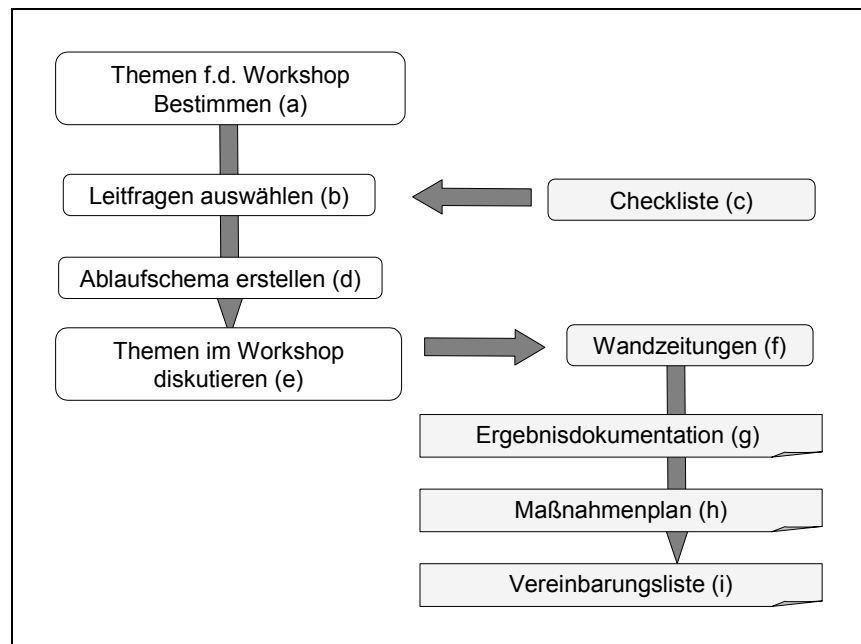 Themen f.d. Workshop
Bestimmen (a)
Leitfragen auswählen (b)
Checkliste (c)
Ablaufschema erstellen (d)
Themen im Workshop
diskutieren (e)
Wandzeitungen (f)
Ergebnisdokumentation (g)
Maßnahmenplan (h)
Vereinbarungsliste (i)